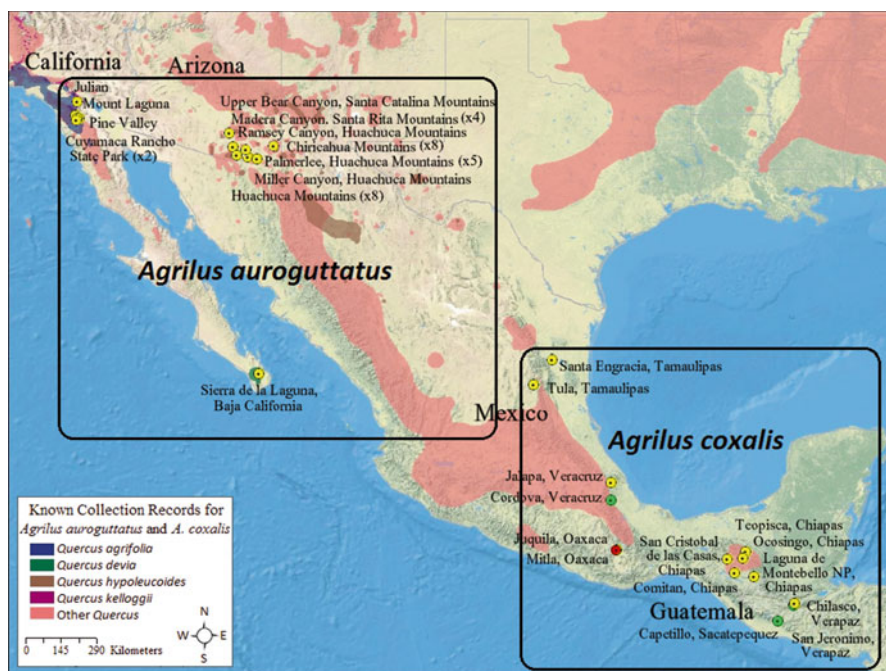 California
Arizona
Julian
Mount Laguna
Pine Valley
Cuyamaca Rancho
State Park (x2)
Upper Bear Canyon, Santa Catalina Mountains
Madera Canyon. Santa Rita Mountains (x4)
Ramsey Canyon, Huachuca Mountains
Chiricahua Mountains (x8)
Palmerlee, Huachuca Mountains (x5)
Miller Canyon, Huachuca Mountains
Huachuca Mountains (x8)
Agrilus auroguttatus
Sierra de la Laguna,
Baja California
Santa Engracia, Tamaulipas
Tula, Tamaulipas
Mexico
Agrilus coxalis
Jalapa, Veracruz
Cordova, Veracruz
Juquila, Oaxaca
Mitla, Oaxaca
Teopisca, Chiapas
San Cristobal
de las Casas,
Chiapas
Ocosingo, Chiapas
Laguna de
Montebello NP,
Chiapas
Comitan, Chiapas
Guatemala
Chilasco,
Verapaz
Capetillo, Sacatepequez
San Jeronimo,
Verapaz
Known Collection Records for
Agrilus auroguttatus and A. coxalis
Quercus agrifolia
Quercus devia
Quercus hypoleucoides
Quercus kelloggii
Other Quercus
0 145 290 Kilometers
N
W E
S